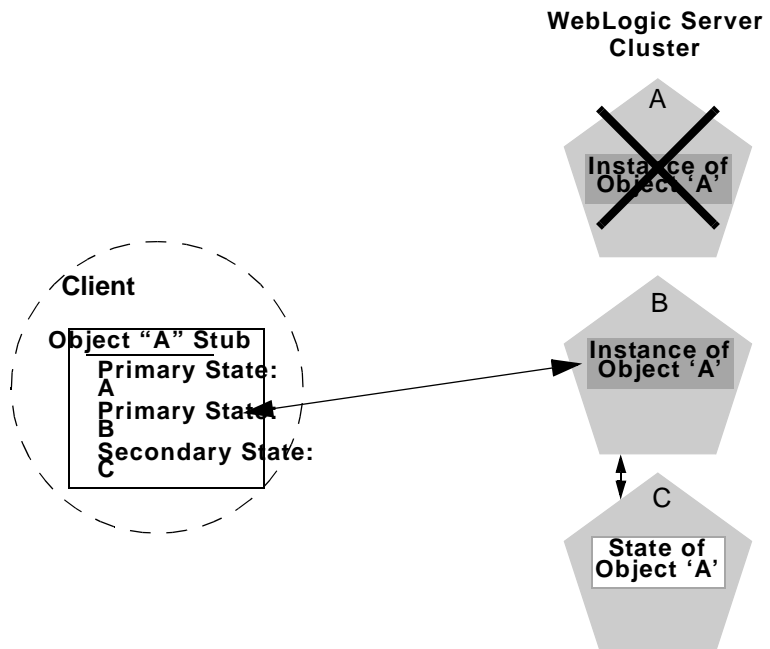 WebLogic Server
Cluster
A
Instance of
Object ‘A’
Client
Object “A” Stub
Primary State:
A
Primary State:
B
Secondary State:
C
B
Instance of
Object ‘A’
C
State of
Object ‘A’